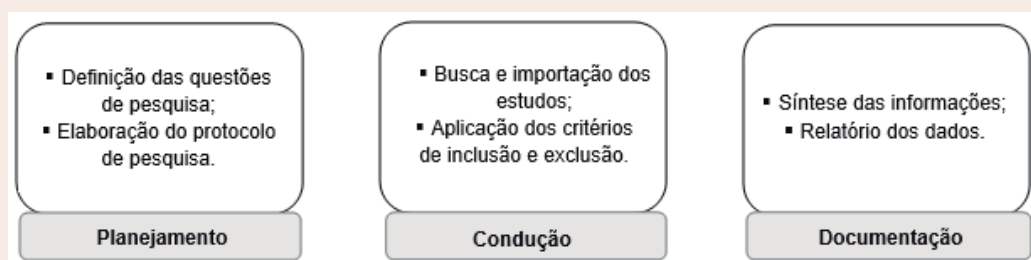 ▪ Definição das questões
de pesquisa;
▪ Elaboração do protocolo
de pesquisa.
Planejamento
▪ Busca e importação dos
estudos;
▪ Aplicação dos critérios
de inclusão e exclusão.
Condução
▪ Síntese das informações;
▪ Relatório dos dados.
Documentação